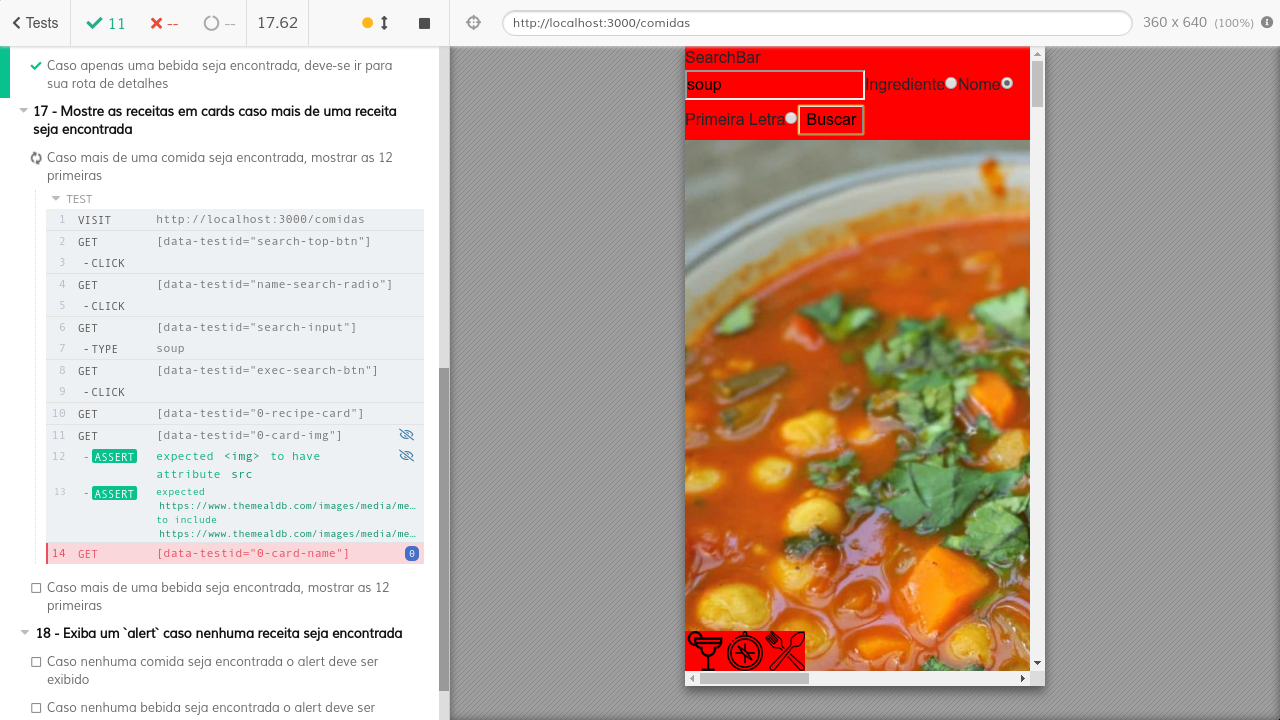 Tests
11
--
--
17.62
http://localhost:3000/comidas
360 x 640 (100%)
Caso apenas uma bebida seja encontrada, deve-se ir para
sua rota de detalhes
17 - Mostre as receitas em cards caso mais de uma receita
seja encontrada
Caso mais de uma comida seja encontrada, mostrar as 12
primeiras
TEST
1 VISIT http://localhost:3000/comidas
2 GET [data-testid="search-top-btn"]
3 -CLICK
4 GET [data-testid="name-search-radio"]
5 -CLICK
6 GET [data-testid="search-input"]
7 -TYPE soup
8 GET [data-testid="exec-search-btn"]
9 -CLICK
10 GET [data-testid="0-recipe-card"]
11 GET [data-testid="0-card-img"]
12 -ASSERT expected <img> to have
attribute src
13 -ASSERT expected
https://www.themealdb.com/images/media/me…
to include
https://www.themealdb.com/images/media/me…
14 GET [data-testid="0-card-name"] 0
Caso mais de uma bebida seja encontrada, mostrar as 12
primeiras
18 - Exiba um `alert` caso nenhuma receita seja encontrada
Caso nenhuma comida seja encontrada o alert deve ser
exibido
Caso nenhuma bebida seja encontrada o alert deve ser
SearchBar
soup Ingrediente Nome
Primeira Letra Buscar